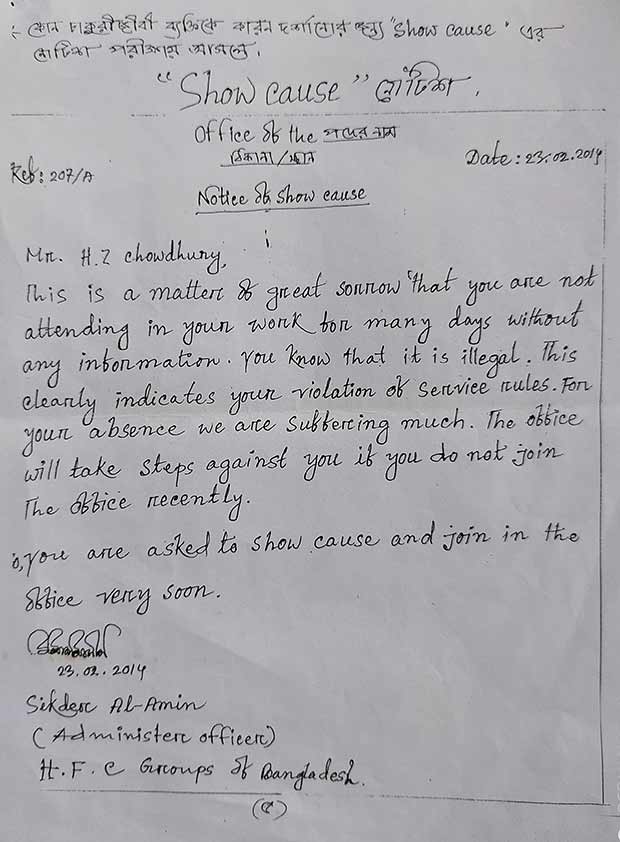 :- কোন চাকুরীজীবী ব্যক্তিকে কারন দর্শানোর জন্য "Show cause" এর
নোটিশ পরীক্ষায় আসলে।
"Show cause" নোটিশ.
Office of the পদের নাম
ঠিকানা/স্থান
Date: 23.02.2014
Ref: 207/A
Notice of show cause
Mr. H.Z chowdhury,
This is a matter of great sorrow that you are not
attending in your work for many days without
any information. You know that it is illegal. This
clearly indicates your violation of service rules. For
your absence we are suffering much. The office
will take steps against you if you do not join
The office recently.
o, you are asked to show cause and join in the
office very soon.
23.02.2014
Sikder Al-Amin
(Administer officer)
H.F.C Groups of Bangladesh.
(৫)